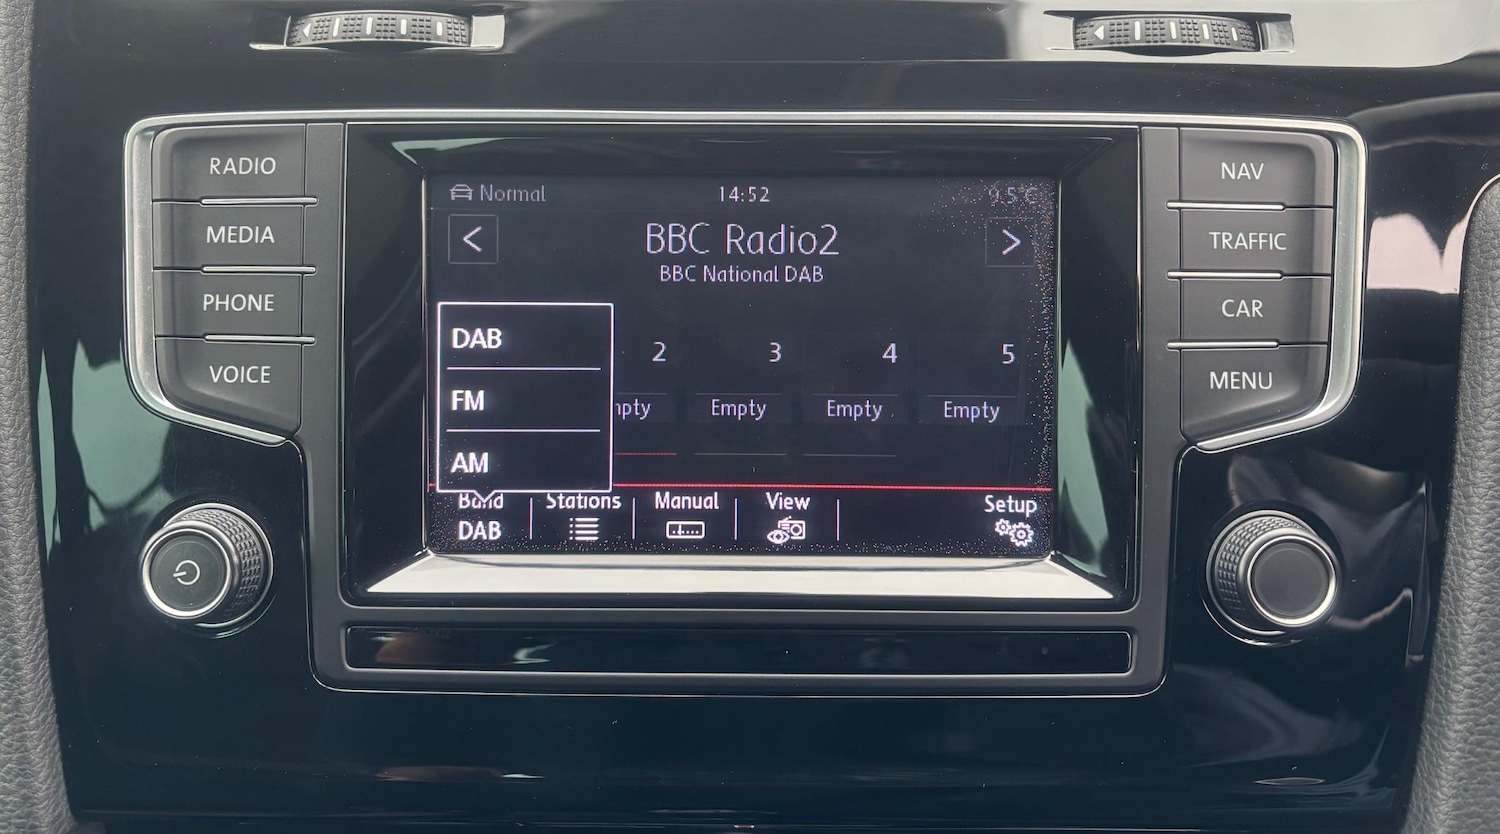 RADIO
MEDIA
PHONE
VOICE
Normal
14:52
9.5°C
<
BBC Radio2
>
BBC National DAB
DAB
FM
AM
2
3
4
5
mpty
Empty
Empty
Empty
Band
DAB
Stations
Manual
View
Setup
NAV
TRAFFIC
CAR
MENU